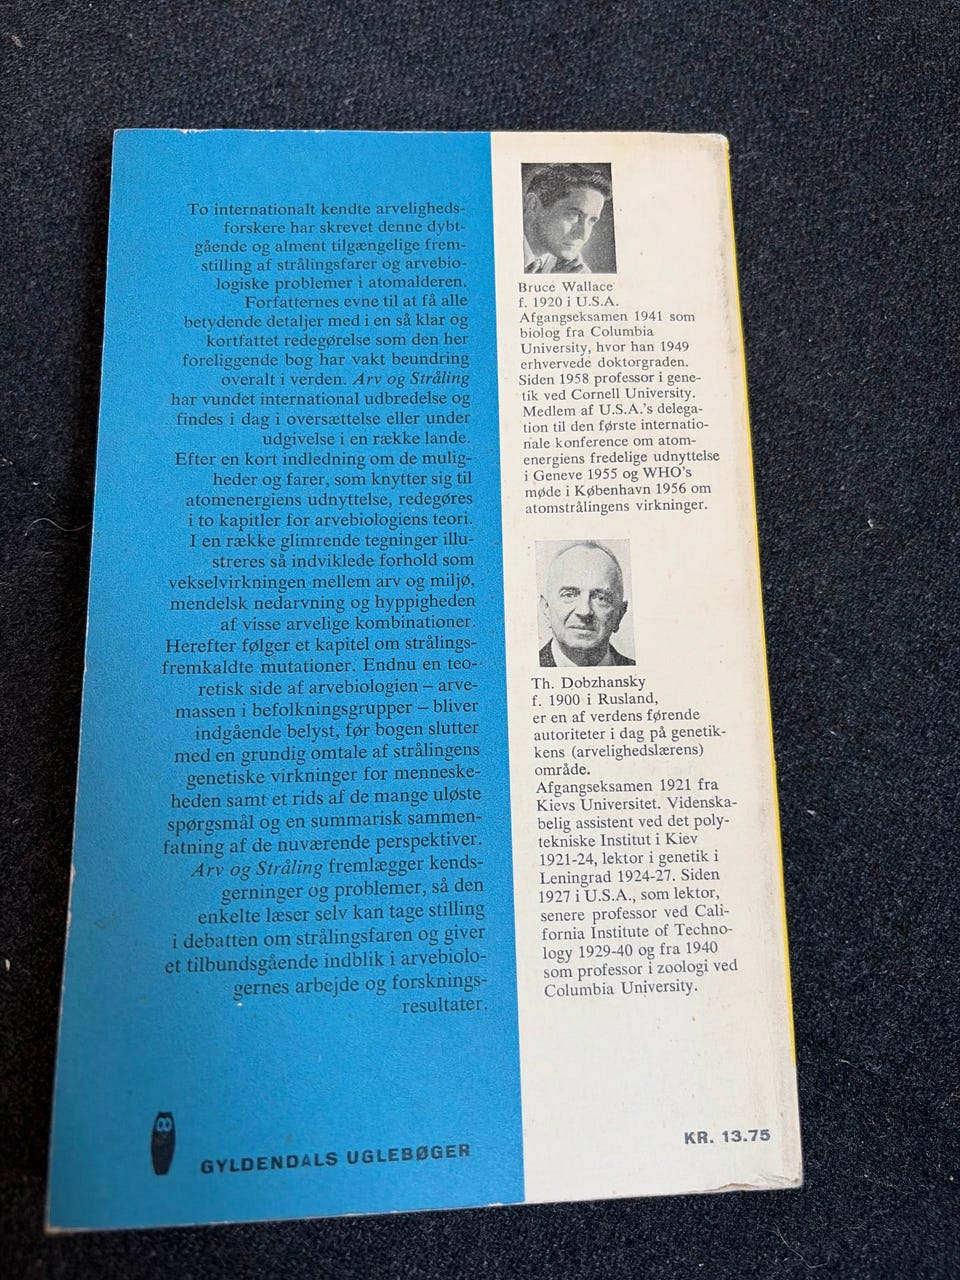 To internationalt kendte arveligheds-
forskere har skrevet denne dybt-
gående og alment tilgængelige frem-
stilling af strålingsfarer og arvebio-
logiske problemer i atomalderen.
Forfatternes evne til at få alle
betydende detaljer med i en så klar og
kortfattet redegørelse som den her
foreliggende bog har vakt beundring
overalt i verden. Arv og Stråling
har vundet international udbredelse og
findes i dag i oversættelse eller under
udgivelse i en række lande.
Efter en kort indledning om de mulig-
heder og farer, som knytter sig til
atomenergiens udnyttelse, redegøres
i to kapitler for arvebiologiens teori.
I en række glimrende tegninger illu-
streres så indviklede forhold som
vekselvirkningen mellem arv og miljø,
mendelsk nedarvning og hyppigheden
af visse arvelige kombinationer.
Herefter følger et kapitel om strålings-
fremkaldte mutationer. Endnu en teo-
retisk side af arvebiologien – arve-
massen i befolkningsgrupper – bliver
indgående belyst, før bogen slutter
med en grundig omtale af strålingens
genetiske virkninger for menneske-
heden samt et rids af de mange uløste
spørgsmål og en summarisk sammen-
fatning af de nuværende perspektiver.
Arv og Stråling fremlægger kends-
gerninger og problemer, så den
enkelte læser selv kan tage stilling
i debatten om strålingsfaren og giver
et tilbundsgående indblik i arvebiolo-
gernes arbejde og forsknings-
resultater.
GYLDENDALS UGLEBØGER
Bruce Wallace
f. 1920 i U.S.A.
Afgangseksamen 1941 som
biolog fra Columbia
University, hvor han 1949
erhvervede doktorgraden.
Siden 1958 professor i gene-
tik ved Cornell University.
Medlem af U.S.A.'s delega-
tion til den første internatio-
nale konference om atom-
energiens fredelige udnyttelse
i Geneve 1955 og WHO's
møde i København 1956 om
atomstrålingens virkninger.
Th. Dobzhansky
f. 1900 i Rusland,
er en af verdens førende
autoriteter i dag på genetik-
kens (arvelighedslærens)
område.
Afgangseksamen 1921 fra
Kievs Universitet. Videnska-
belig assistent ved det poly-
tekniske Institut i Kiev
1921-24, lektor i genetik i
Leningrad 1924-27. Siden
1927 i U.S.A., som lektor,
senere professor ved Cali-
fornia Institute of Techno-
logy 1929-40 og fra 1940
som professor i zoologi ved
Columbia University.
KR. 13.75